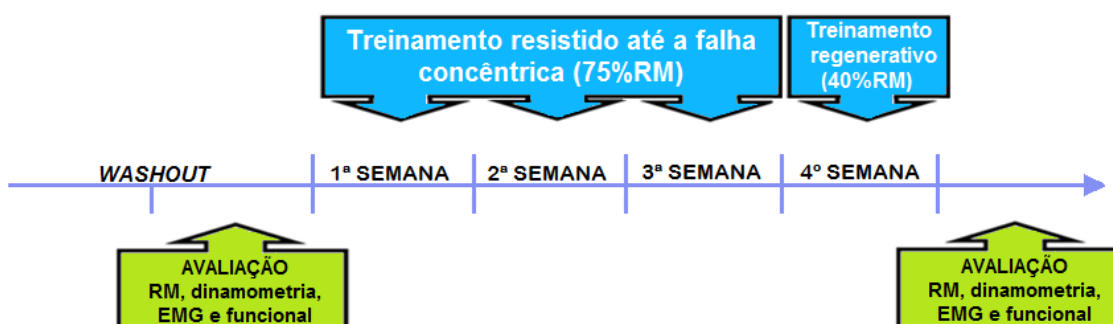 Treinamento resistido até a falha
concêntrica (75%RM)
Treinamento
regenerativo
(40%RM)
WASHOUT
1ª SEMANA
2ª SEMANA
3ª SEMANA
4º SEMANA
AVALIAÇÃO
RM, dinamometria,
EMG e funcional
AVALIAÇÃO
RM, dinamometria,
EMG e funcional